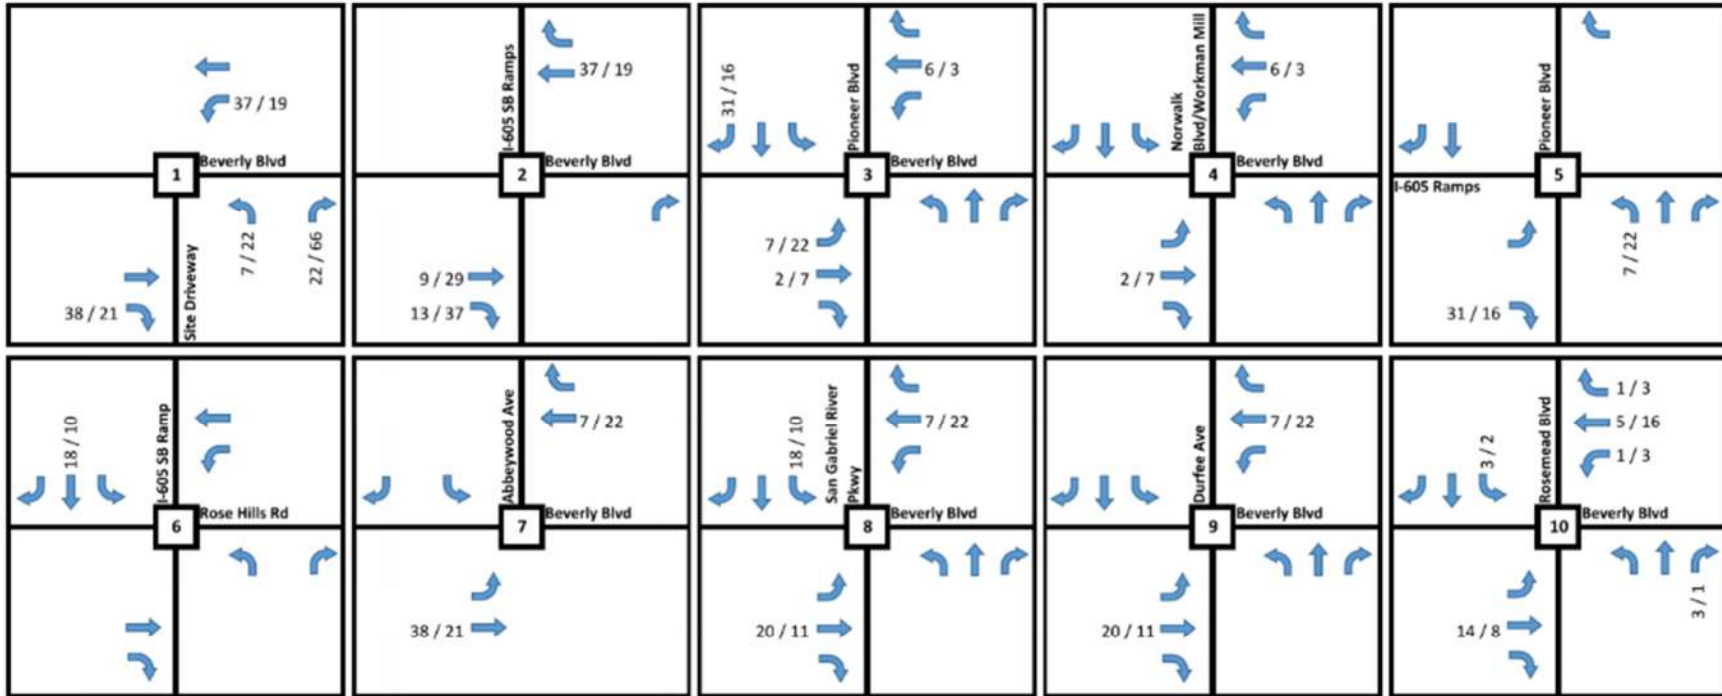 37 / 19
1
Beverly Blvd
Site Driveway
7 / 22
22 / 66
38 / 21
I-605 SB Ramps
37 / 19
2
Beverly Blvd
9 / 29
13 / 37
31 / 16
Pioneer Blvd
6 / 3
3
Beverly Blvd
7 / 22
2 / 7
Norwalk
Blvd/Workman Mill
6 / 3
4
Beverly Blvd
2 / 7
Pioneer Blvd
5
I-605 Ramps
7 / 22
31 / 16
18 / 10
I-605 SB Ramp
6
Rose Hills Rd
Abbeywood Ave
7 / 22
7
Beverly Blvd
38 / 21
18 / 10
San Gabriel River
Pkwy
7 / 22
8
Beverly Blvd
20 / 11
Durfee Ave
7 / 22
9
Beverly Blvd
20 / 11
3 / 2
Rosemead Blvd
1 / 3
5 / 16
1 / 3
10
Beverly Blvd
14 / 8
3 / 1